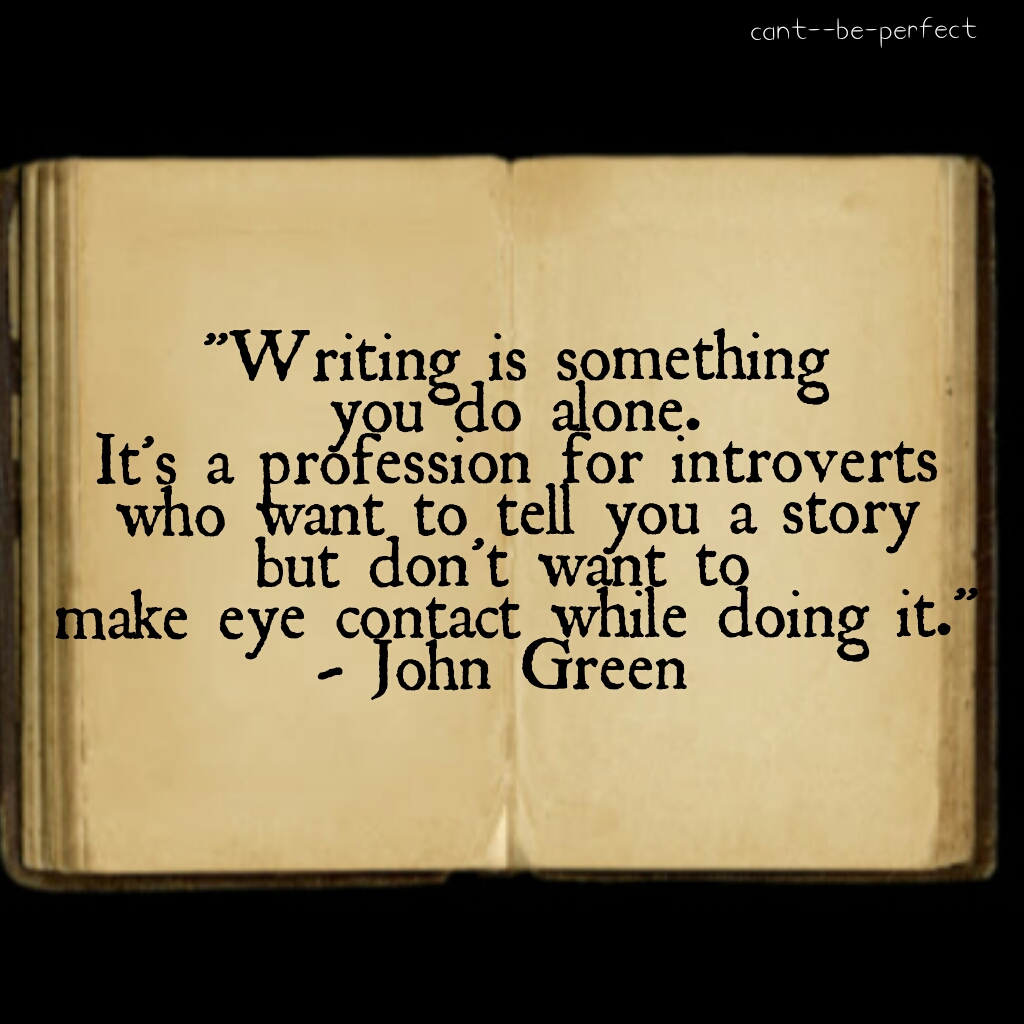 cant--be-perfect
"Writing is something
you do alone.
It's a profession for introverts
who want to tell you a story
but don't want to
make eye contact while doing it."
- John Green